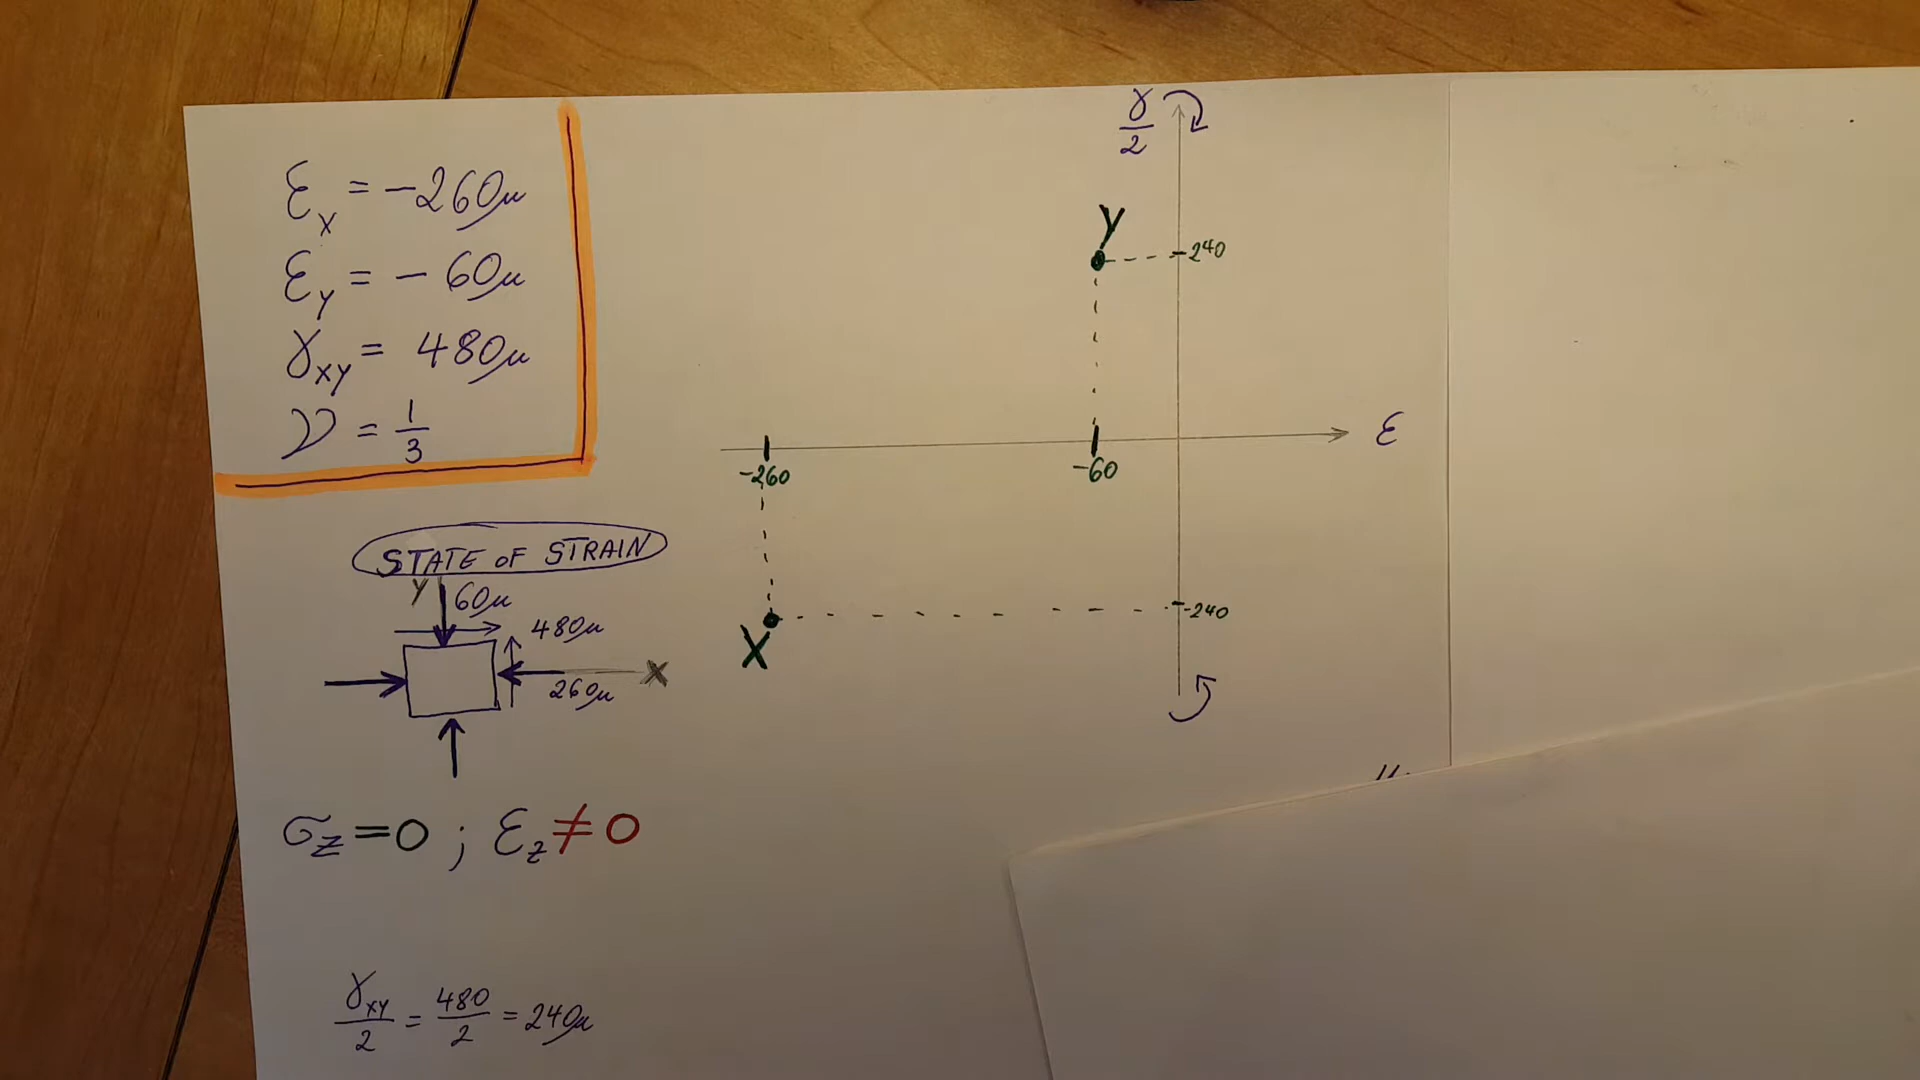 εx = -260μ
εy = - 60μ
γxy = 480μ
ν = 1/3
STATE OF STRAIN
Y
60μ
480μ
X
260μ
σz = 0 ; εz ≠ 0
γxy/2 = 480/2 = 240μ
γ/2
Y
240
ε
-260
-60
-240
X